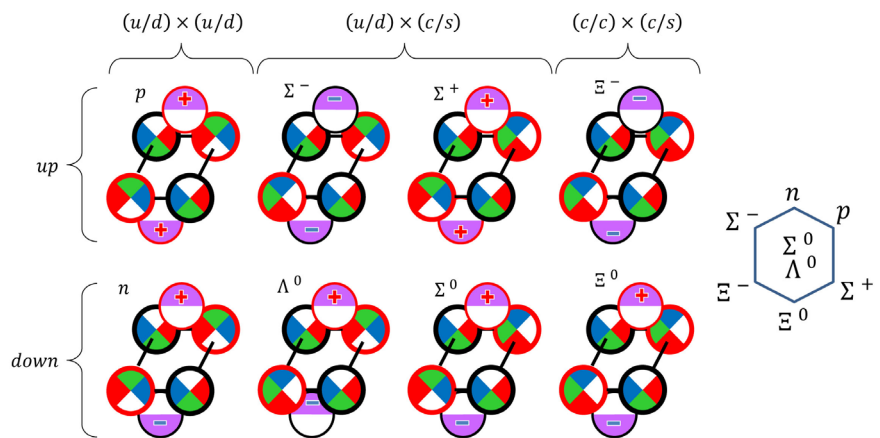 (u/d) × (u/d)
(u/d) × (c/s)
(c/c) × (c/s)
up
p
+
+
Σ⁻
−
−
Σ⁺
+
+
Ξ⁻
−
−
down
n
+
−
Λ⁰
+
−
Σ⁰
+
−
Ξ⁰
+
−
n
Σ⁻
p
Σ⁰
Λ⁰
Ξ⁻
Σ⁺
Ξ⁰